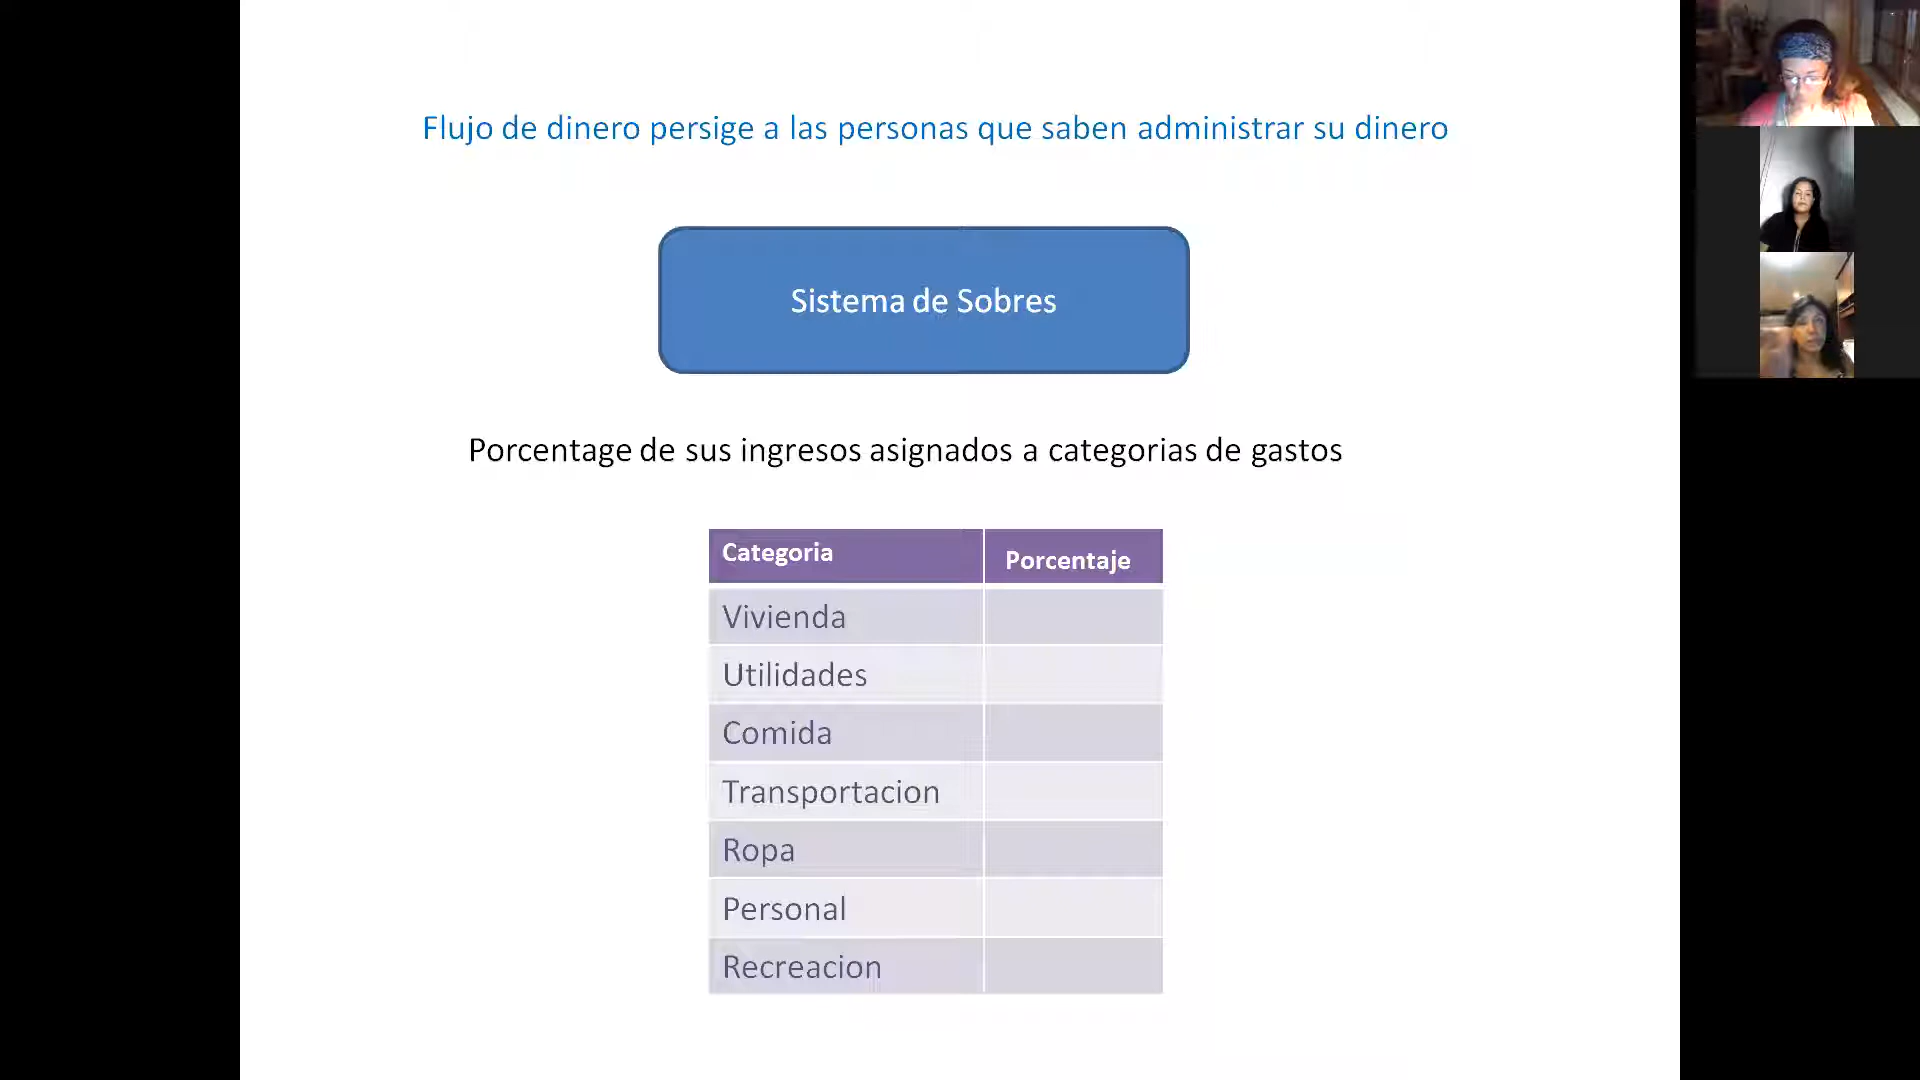 Flujo de dinero persige a las personas que saben administrar su dinero
Sistema de Sobres
Porcentage de sus ingresos asignados a categorias de gastos
Categoria Porcentaje
Vivienda
Utilidades
Comida
Transportacion
Ropa
Personal
Recreacion